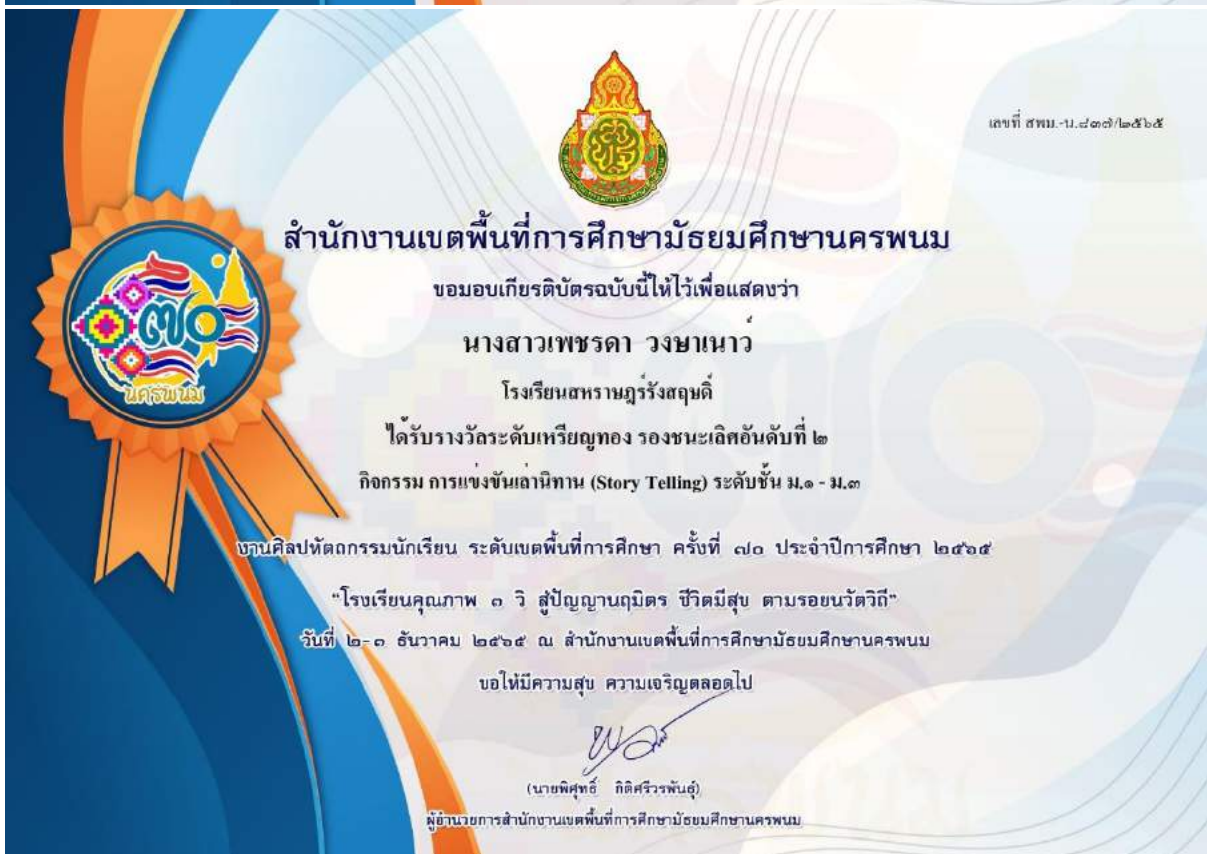 เลขที่ สพม.-น.๘๓๗/๒๕๖๕
สำนักงานเขตพื้นที่การศึกษามัธยมศึกษานครพนม
ขอมอบเกียรติบัตรฉบับนี้ให้ไว้เพื่อแสดงว่า
นางสาวเพชรดา วงษาเนาว์
โรงเรียนสหราษฎร์รังสฤษดิ์
ได้รับรางวัลระดับเหรียญทอง รองชนะเลิศอันดับที่ ๒
กิจกรรม การแข่งขันเล่านิทาน (Story Telling) ระดับชั้น ม.๑ - ม.๓
๗๐
นครพนม
งานศิลปหัตถกรรมนักเรียน ระดับเขตพื้นที่การศึกษา ครั้งที่ ๗๐ ประจำปีการศึกษา ๒๕๖๕
"โรงเรียนคุณภาพ ๓ วิ สู่ปัญญานฤมิตร ชีวิตมีสุข ตามรอยนวัตวิถี"
วันที่ ๒-๓ ธันวาคม ๒๕๖๕ ณ สำนักงานเขตพื้นที่การศึกษามัธยมศึกษานครพนม
ขอให้มีความสุข ความเจริญตลอดไป
(นายพิศุทธิ์ กิติศรีวรพันธุ์)
ผู้อำนวยการสำนักงานเขตพื้นที่การศึกษามัธยมศึกษานครพนม